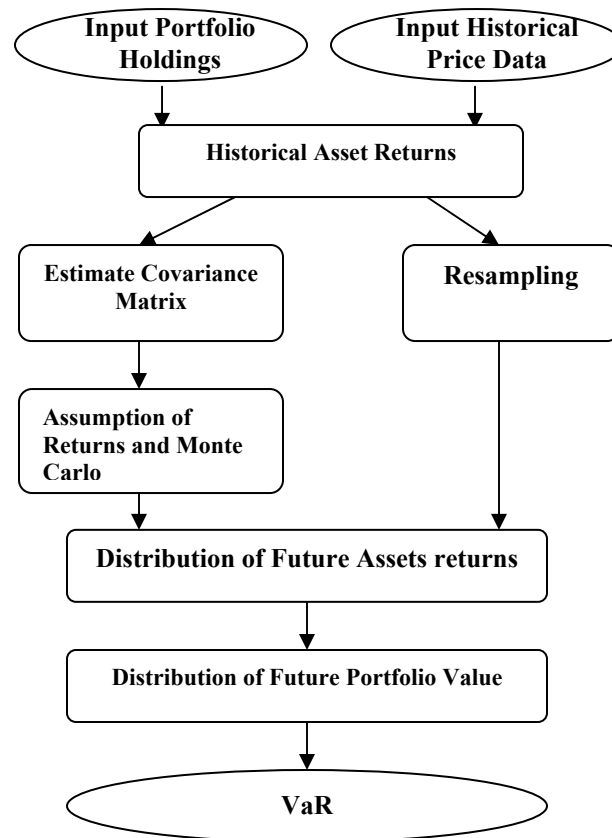 Input Portfolio
Holdings
Input Historical
Price Data
Historical Asset Returns
Estimate Covariance
Matrix
Resampling
Assumption of
Returns and Monte
Carlo
Distribution of Future Assets returns
Distribution of Future Portfolio Value
VaR